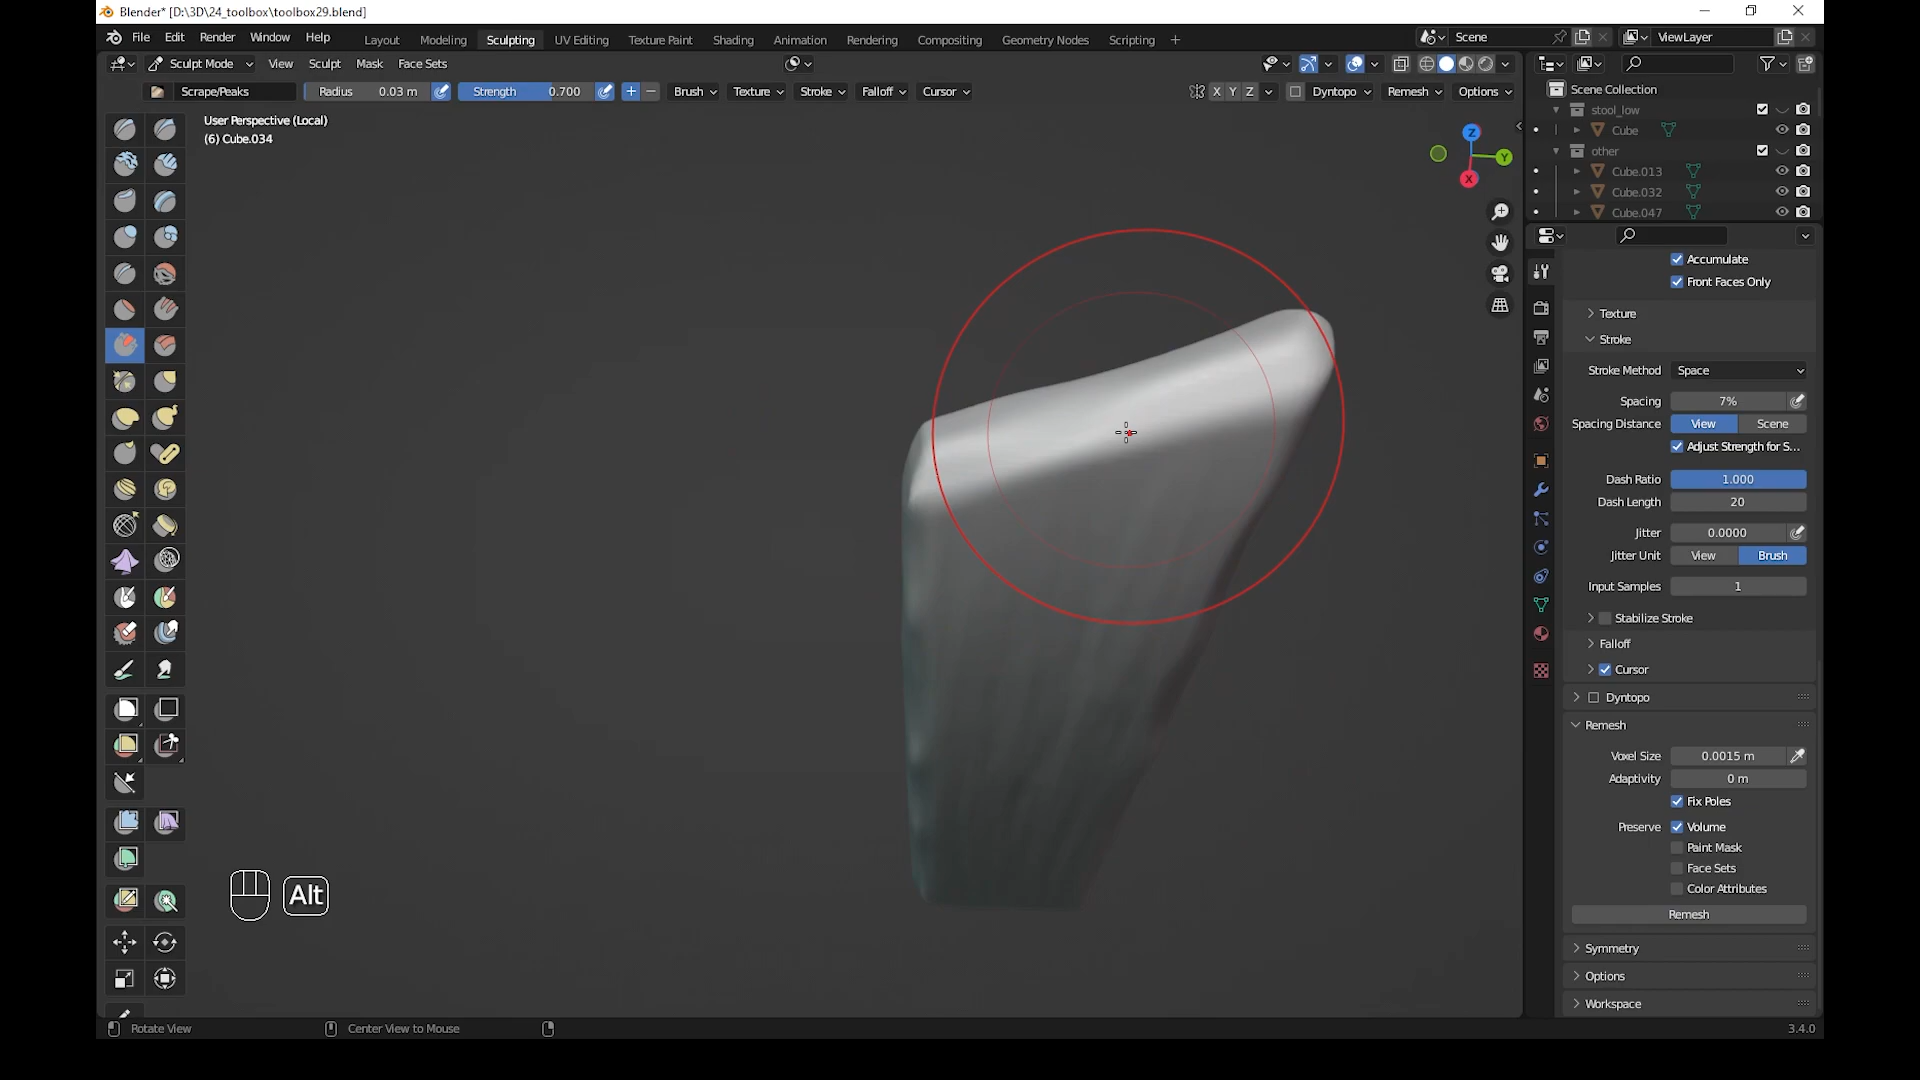 Blender* [D:\3D\24_toolbox\toolbox29.blend]
File Edit Render Window Help Layout Modeling Sculpting UV Editing Texture Paint Shading Animation Rendering Compositing Geometry Nodes Scripting + Scene ViewLayer
Sculpt Mode View Sculpt Mask Face Sets
Scrape/Peaks Radius 0.03 m Strength 0.700 Brush Texture Stroke Falloff Cursor X Y Z Dyntopo Remesh Options
Scene Collection
stool_low
Cube
other
Cube.013
Cube.032
Cube.047
User Perspective (Local)
(6) Cube.034
Z
Y
X
Accumulate
Front Faces Only
Texture
Stroke
Stroke Method Space
Spacing 7%
Spacing Distance View Scene
Adjust Strength for S...
Dash Ratio 1.000
Dash Length 20
Jitter 0.0000
Jitter Unit View Brush
Input Samples 1
Stabilize Stroke
Falloff
Cursor
Dyntopo
Remesh
Voxel Size 0.0015 m
Adaptivity 0 m
Fix Poles
Preserve Volume
Paint Mask
Face Sets
Color Attributes
Remesh
Symmetry
Options
Workspace
Alt
Rotate View Center View to Mouse 3.4.0